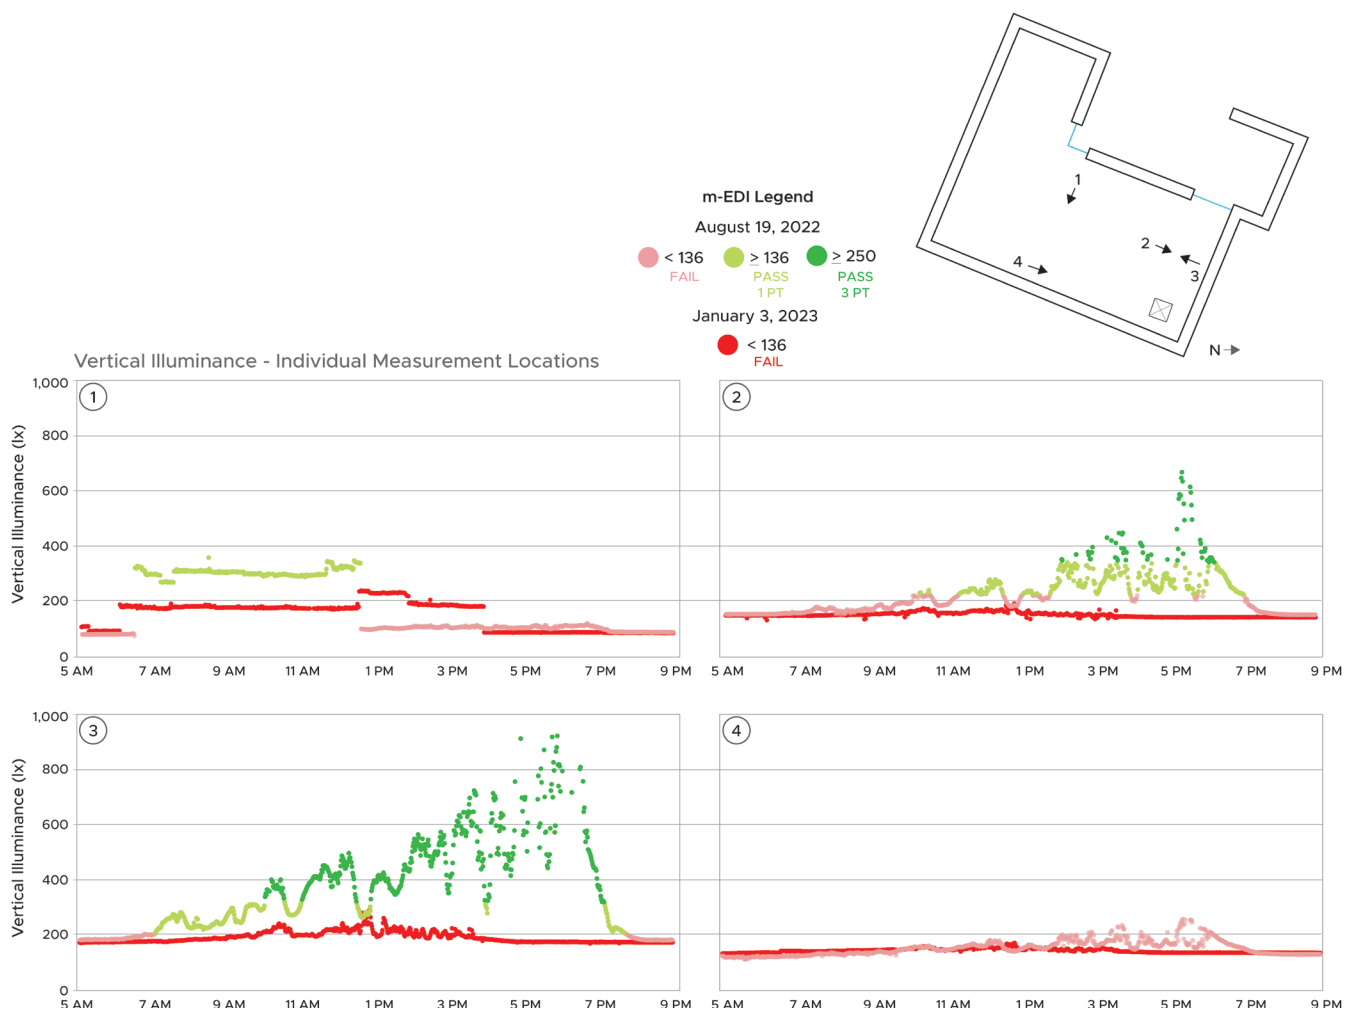 m-EDI Legend
August 19, 2022
< 136
≥ 136
≥ 250
FAIL
PASS
PASS
1 PT
3 PT
January 3, 2023
< 136
FAIL
1
2
3
4
N
Vertical Illuminance - Individual Measurement Locations
Vertical Illuminance (lx)
1,000
800
600
400
200
0
1
5 AM 7 AM 9 AM 11 AM 1 PM 3 PM 5 PM 7 PM 9 PM
2
5 AM 7 AM 9 AM 11 AM 1 PM 3 PM 5 PM 7 PM 9 PM
Vertical Illuminance (lx)
1,000
800
600
400
200
0
3
5 AM 7 AM 9 AM 11 AM 1 PM 3 PM 5 PM 7 PM 9 PM
4
5 AM 7 AM 9 AM 11 AM 1 PM 3 PM 5 PM 7 PM 9 PM